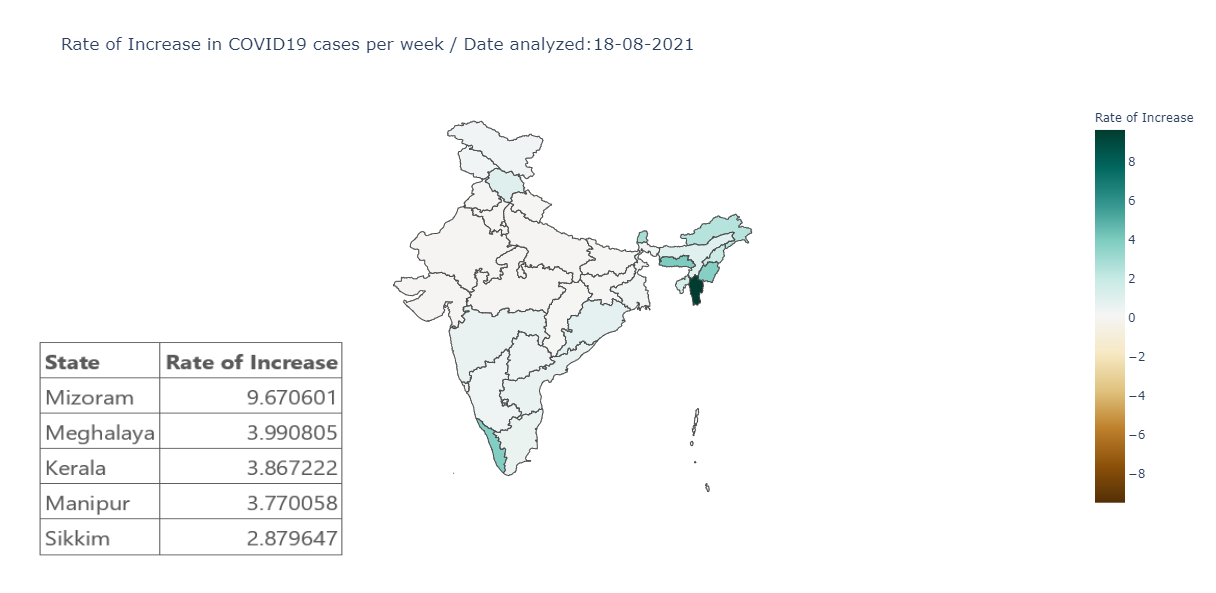 Rate of Increase in COVID19 cases per week / Date analyzed:18-08-2021
Rate of Increase
8
6
4
2
0
−2
−4
−6
−8
State Rate of Increase
Mizoram 9.670601
Meghalaya 3.990805
Kerala 3.867222
Manipur 3.770058
Sikkim 2.879647